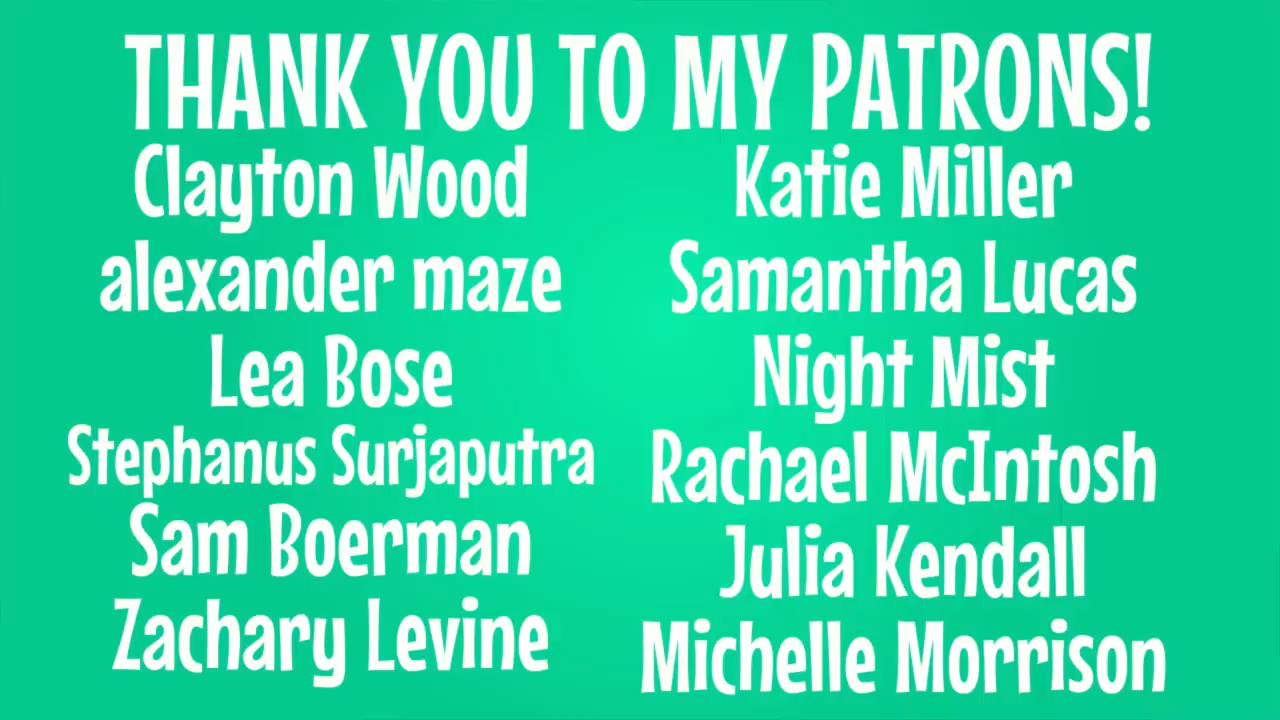 THANK YOU TO MY PATRONS!
Clayton Wood
alexander maze
Lea Bose
Stephanus Surjaputra
Sam Boerman
Zachary Levine
Katie Miller
Samantha Lucas
Night Mist
Rachael McIntosh
Julia Kendall
Michelle Morrison